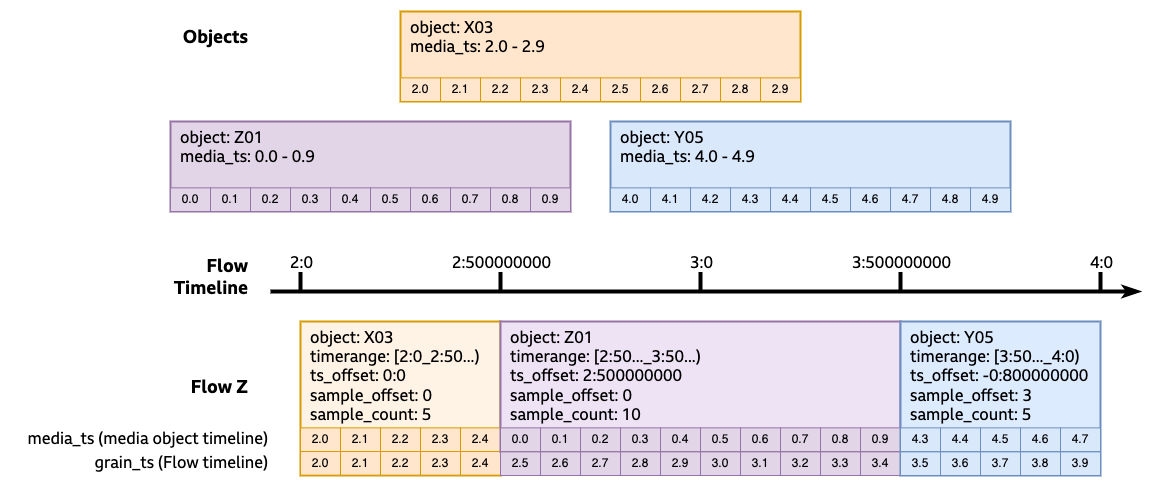 Objects
object: X03
media_ts: 2.0 - 2.9
2.0 2.1 2.2 2.3 2.4 2.5 2.6 2.7 2.8 2.9
object: Z01
media_ts: 0.0 - 0.9
0.0 0.1 0.2 0.3 0.4 0.5 0.6 0.7 0.8 0.9
object: Y05
media_ts: 4.0 - 4.9
4.0 4.1 4.2 4.3 4.4 4.5 4.6 4.7 4.8 4.9
Flow
Timeline
2:0 2:500000000 3:0 3:500000000 4:0
Flow Z
object: X03
timerange: [2:0_2:50...)
ts_offset: 0:0
sample_offset: 0
sample_count: 5
object: Z01
timerange: [2:50..._3:50...)
ts_offset: 2:500000000
sample_offset: 0
sample_count: 10
object: Y05
timerange: [3:50..._4:0)
ts_offset: -0:800000000
sample_offset: 3
sample_count: 5
media_ts (media object timeline) 2.0 2.1 2.2 2.3 2.4 0.0 0.1 0.2 0.3 0.4 0.5 0.6 0.7 0.8 0.9 4.3 4.4 4.5 4.6 4.7
grain_ts (Flow timeline) 2.0 2.1 2.2 2.3 2.4 2.5 2.6 2.7 2.8 2.9 3.0 3.1 3.2 3.3 3.4 3.5 3.6 3.7 3.8 3.9